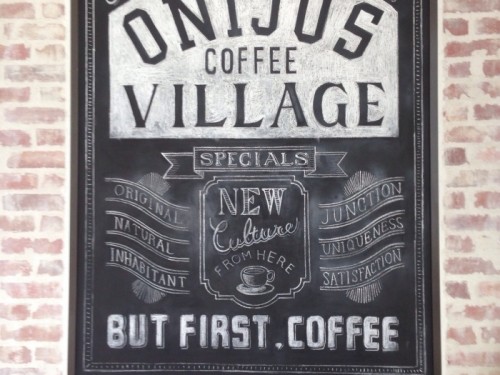 ONIJUS
COFFEE
VILLAGE
SPECIALS
ORIGINAL
NATURAL
INHABITANT
NEW
Culture
FROM HERE
JUNCTION
UNIQUENESS
SATISFACTION
BUT FIRST, COFFEE